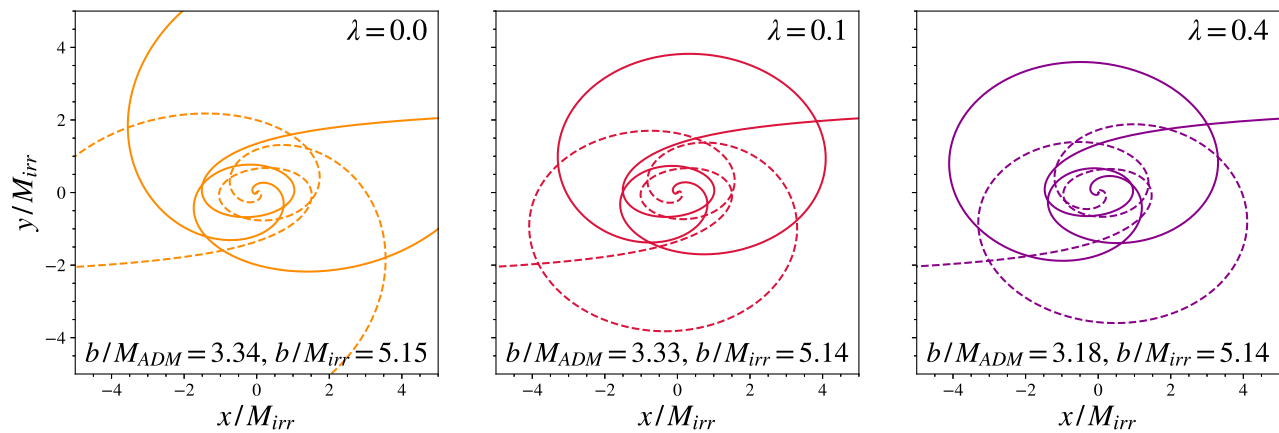 λ = 0.0
λ = 0.1
λ = 0.4
4
2
0
−2
−4
y/M_irr
b/M_ADM = 3.34, b/M_irr = 5.15
b/M_ADM = 3.33, b/M_irr = 5.14
b/M_ADM = 3.18, b/M_irr = 5.14
−4 −2 0 2 4
−4 −2 0 2 4
−4 −2 0 2 4
x/M_irr
x/M_irr
x/M_irr